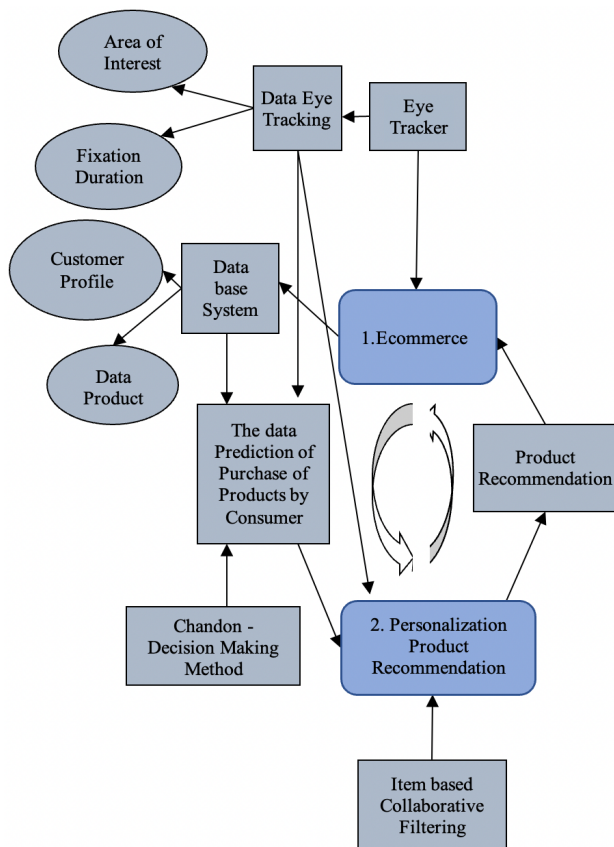 Area of
Interest
Data Eye
Tracking
Eye
Tracker
Fixation
Duration
Customer
Profile
Data
base
System
1.Ecommerce
Data
Product
The data
Prediction of
Purchase of
Products by
Consumer
Product
Recommendation
Chandon -
Decision Making
Method
2. Personalization
Product
Recommendation
Item based
Collaborative
Filtering